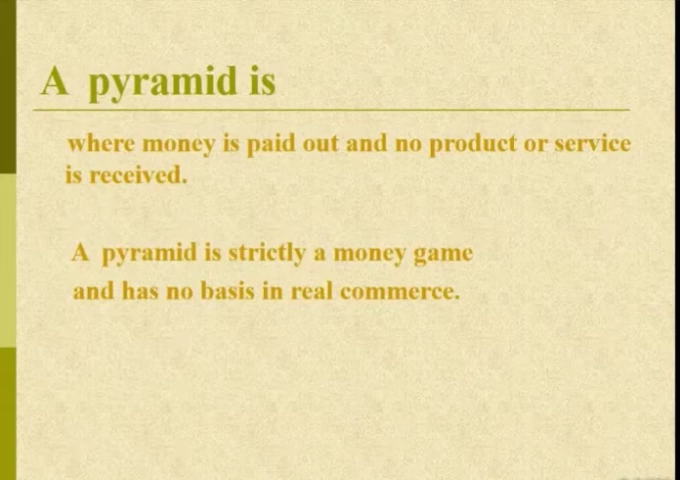 A pyramid is
where money is paid out and no product or service
is received.
A pyramid is strictly a money game
and has no basis in real commerce.